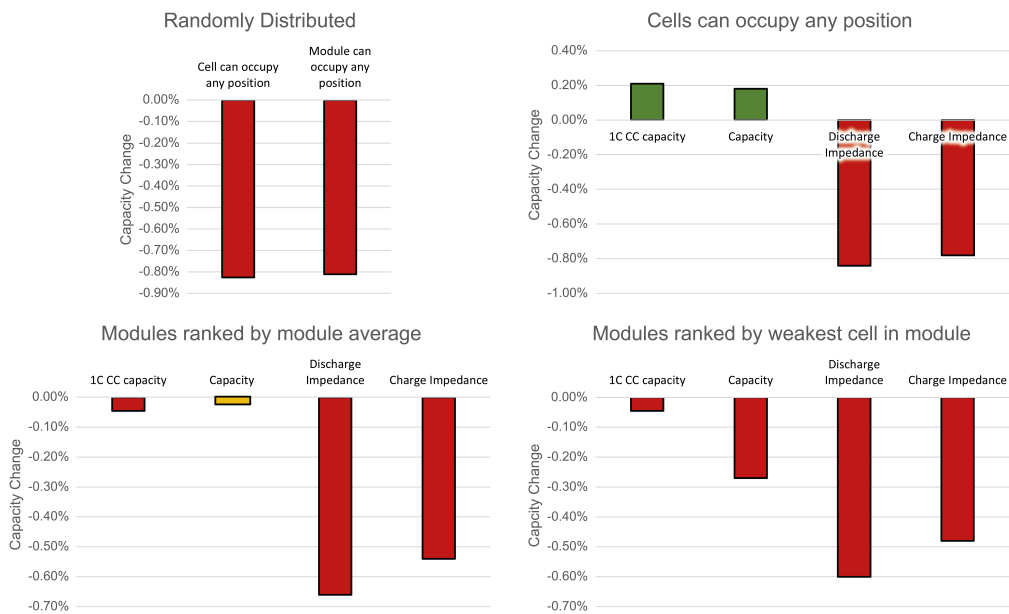 Randomly Distributed
Cell can occupy
any position
Module can
occupy any
position
Capacity Change
0.00%
-0.10%
-0.20%
-0.30%
-0.40%
-0.50%
-0.60%
-0.70%
-0.80%
-0.90%
Cells can occupy any position
Capacity Change
0.40%
0.20%
0.00%
-0.20%
-0.40%
-0.60%
-0.80%
-1.00%
1C CC capacity
Capacity
Discharge
Impedance
Charge Impedance
Modules ranked by module average
1C CC capacity
Capacity
Discharge
Impedance
Charge Impedance
Capacity Change
0.00%
-0.10%
-0.20%
-0.30%
-0.40%
-0.50%
-0.60%
-0.70%
Modules ranked by weakest cell in module
1C CC capacity
Capacity
Discharge
Impedance
Charge Impedance
Capcity Change
0.00%
-0.10%
-0.20%
-0.30%
-0.40%
-0.50%
-0.60%
-0.70%